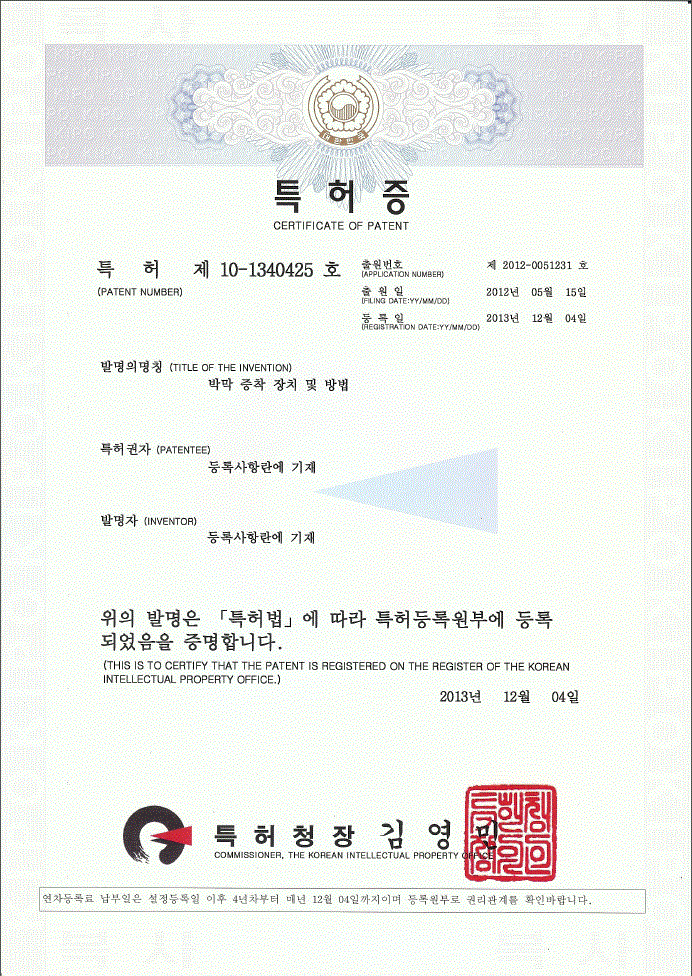 대한민국
특허증
CERTIFICATE OF PATENT
특 허 제 10-1340425 호
(PATENT NUMBER)
출원번호 제 2012-0051231 호
(APPLICATION NUMBER)
출 원 일 2012년 05월 15일
(FILING DATE:YY/MM/DD)
등 록 일 2013년 12월 04일
(REGISTRATION DATE:YY/MM/DD)
발명의명칭 (TITLE OF THE INVENTION)
박막 증착 장치 및 방법
특허권자 (PATENTEE)
등록사항란에 기재
발명자 (INVENTOR)
등록사항란에 기재
위의 발명은 「특허법」에 따라 특허등록원부에 등록
되었음을 증명합니다.
(THIS IS TO CERTIFY THAT THE PATENT IS REGISTERED ON THE REGISTER OF THE KOREAN
INTELLECTUAL PROPERTY OFFICE.)
2013년 12월 04일
특허청장 김영민
COMMISSIONER, THE KOREAN INTELLECTUAL PROPERTY OFFICE
연차등록료 납부일은 설정등록일 이후 4년차부터 매년 12월 04일까지이며 등록원부로 권리관계를 확인바랍니다.